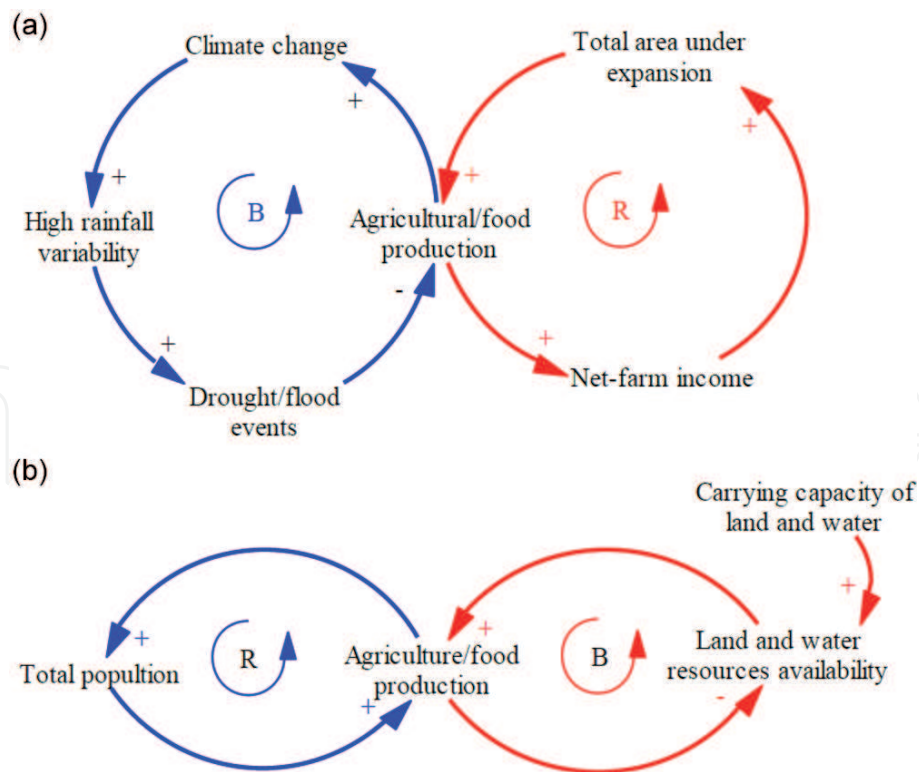 (a)
Climate change
+
+
High rainfall
variability
B
+
Drought/flood
events
-
Agricultural/food
production
Total area under
expansion
+
+
R
+
Net-farm income
(b)
Carrying capacity of
land and water
+
Total popultion
+
R
+
Agriculture/food
production
+
B
-
Land and water
resources availability